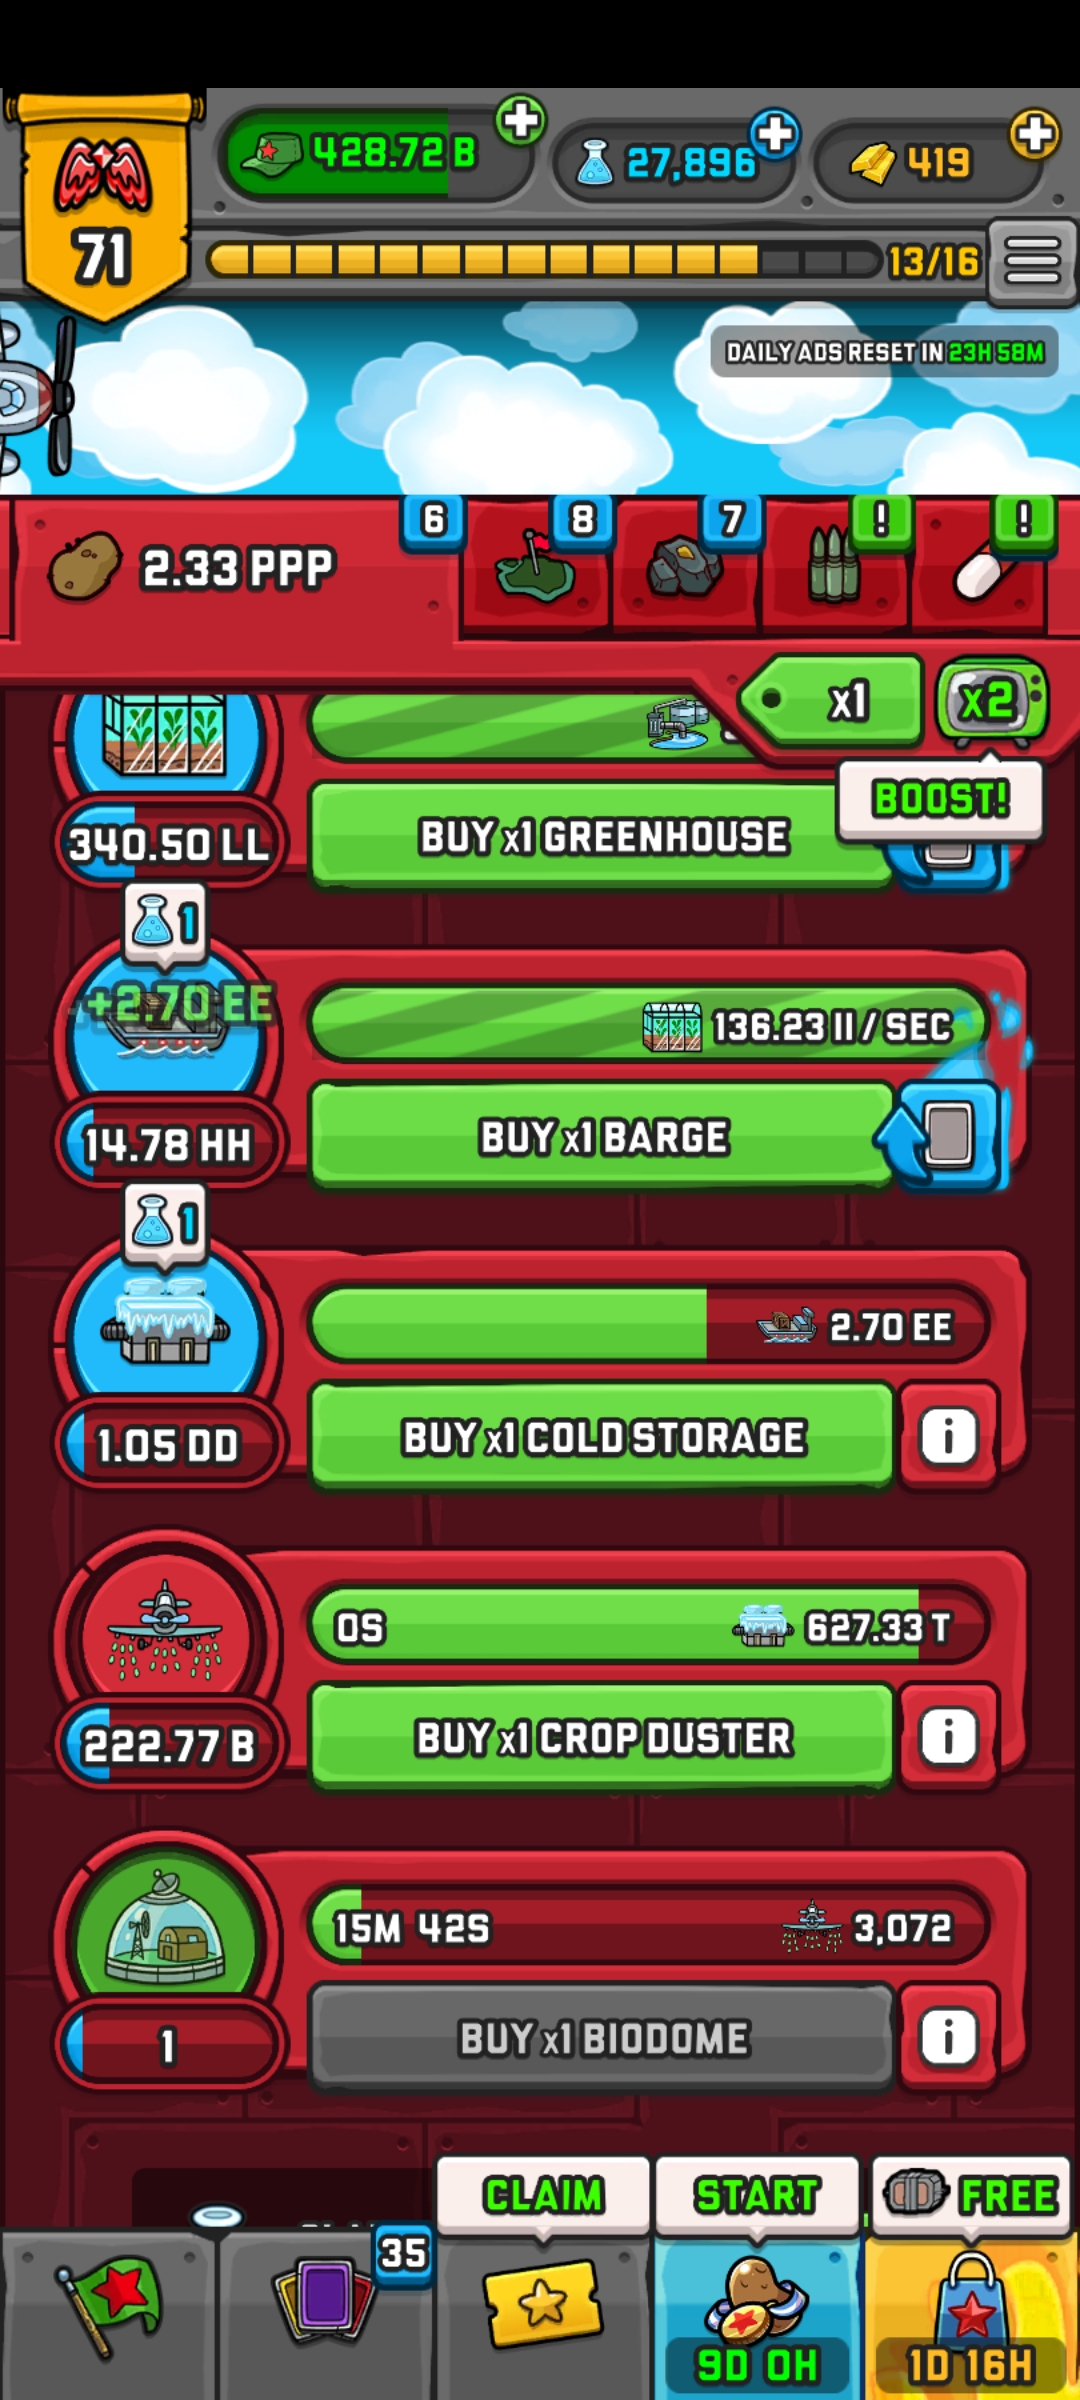 428.72 B
27,896
419
71
13/16
DAILY ADS RESET IN 23H 58M
6
8
7
!
!
2.33 PPP
x1
x2
BOOST!
BUY x1 GREENHOUSE
340.50 LL
1
+2.70 EE
136.23 II / SEC
BUY x1 BARGE
14.78 HH
1
2.70 EE
BUY x1 COLD STORAGE
i
1.05 DD
0S
627.33 T
BUY x1 CROP DUSTER
i
222.77 B
15M 42S
3,072
BUY x1 BIODOME
i
1
CLAIM
START
FREE
35
9D 0H
1D 16H